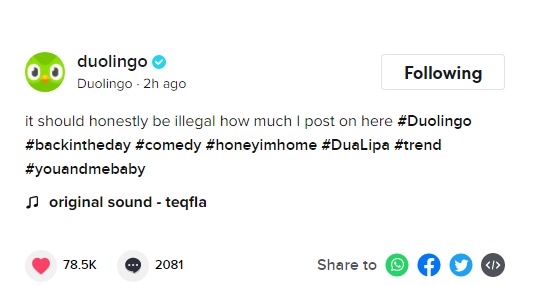 duolingo
Duolingo · 2h ago
Following
it should honestly be illegal how much I post on here #Duolingo
#backintheday #comedy #honeyimhome #DuaLipa #trend
#youandmebaby
original sound - teqfla
78.5K 2081 Share to